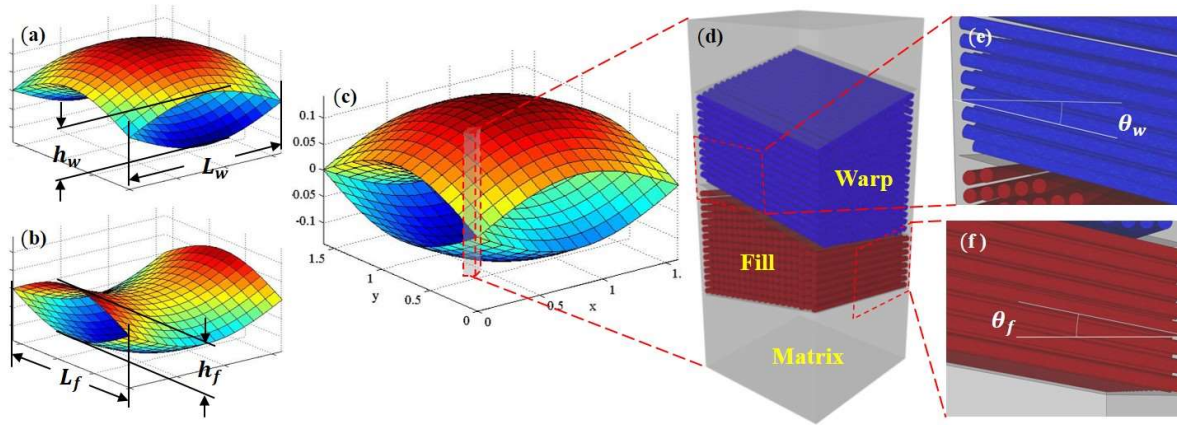 (a)
h_w
L_w
(b)
L_f
h_f
(c)
0.1
0.05
0
-0.05
-0.1
1.5
1
0.5
0
y
0
0.5
1
x
(d)
Warp
Fill
Matrix
(e)
θ_w
(f)
θ_f